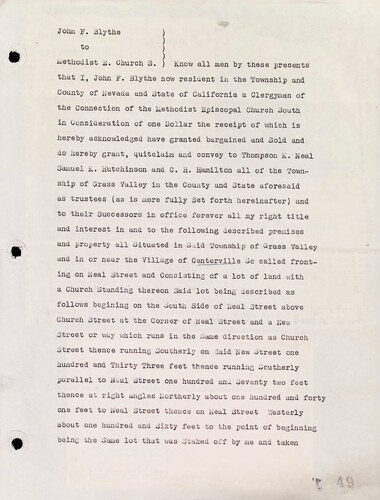 John F. Blythe
to
Methodist E. Church S. } Know all men by these presents
that I, John F. Blythe now resident in the Township and
County of Nevada and State of California a Clergyman of
the Connection of the Methodist Episcopal Church South
in Consideration of one Dollar the receipt of which is
hereby acknowledged have granted bargained and Sold and
do hereby grant, quitclaim and convey to Thompson K. Neal
Samuel K. Hutchinson and C. H. Hamilton all of the Town-
ship of Grass Valley in the County and State aforesaid
as trustees (as is more fully Set forth hereinafter) and
to their Successors in office forever all my right title
and interest in and to the following described premises
and property all Situated in Said Township of Grass Valley
and in or near the Village of Centerville So called front-
ing on Neal Street and Consisting of a lot of land with
a Church Standing thereon Said lot being described as
follows begining on the South Side of Neal Street above
Church Street at the Corner of Neal Street and a New
Street or way which runs in the Same direction as Church
Street thence running Southerly on Said New Street one
hundred and Thirty Three feet thence running Southerly
parallel to Neal Street one hundred and Seventy two feet
thence at right angles Northerly about one hundred and forty
one feet to Neal Street thence on Neal Street Westerly
about one hundred and Sixty feet to the point of beginning
being the Same lot that was Staked off by me and taken
49